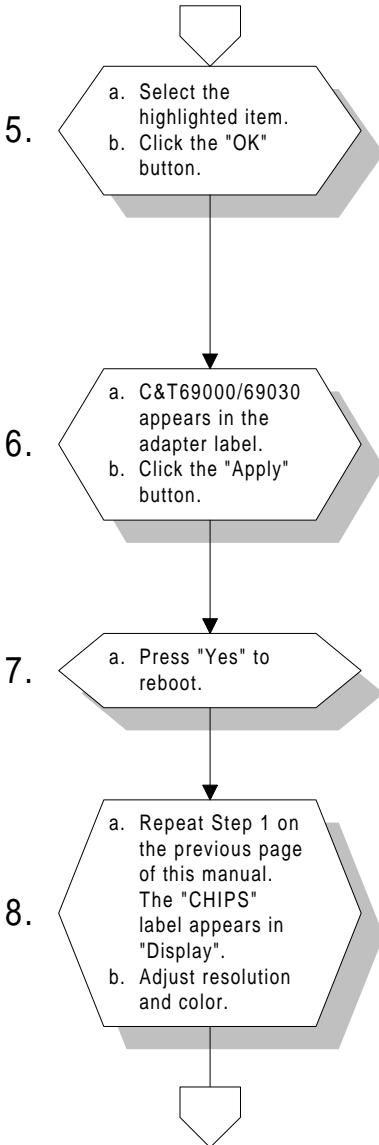 5.
a. Select the
highlighted item.
b. Click the "OK"
button.
6.
a. C&T69000/69030
appears in the
adapter label.
b. Click the "Apply"
button.
7.
a. Press "Yes" to
reboot.
8.
a. Repeat Step 1 on
the previous page
of this manual.
The "CHIPS"
label appears in
"Display".
b. Adjust resolution
and color.